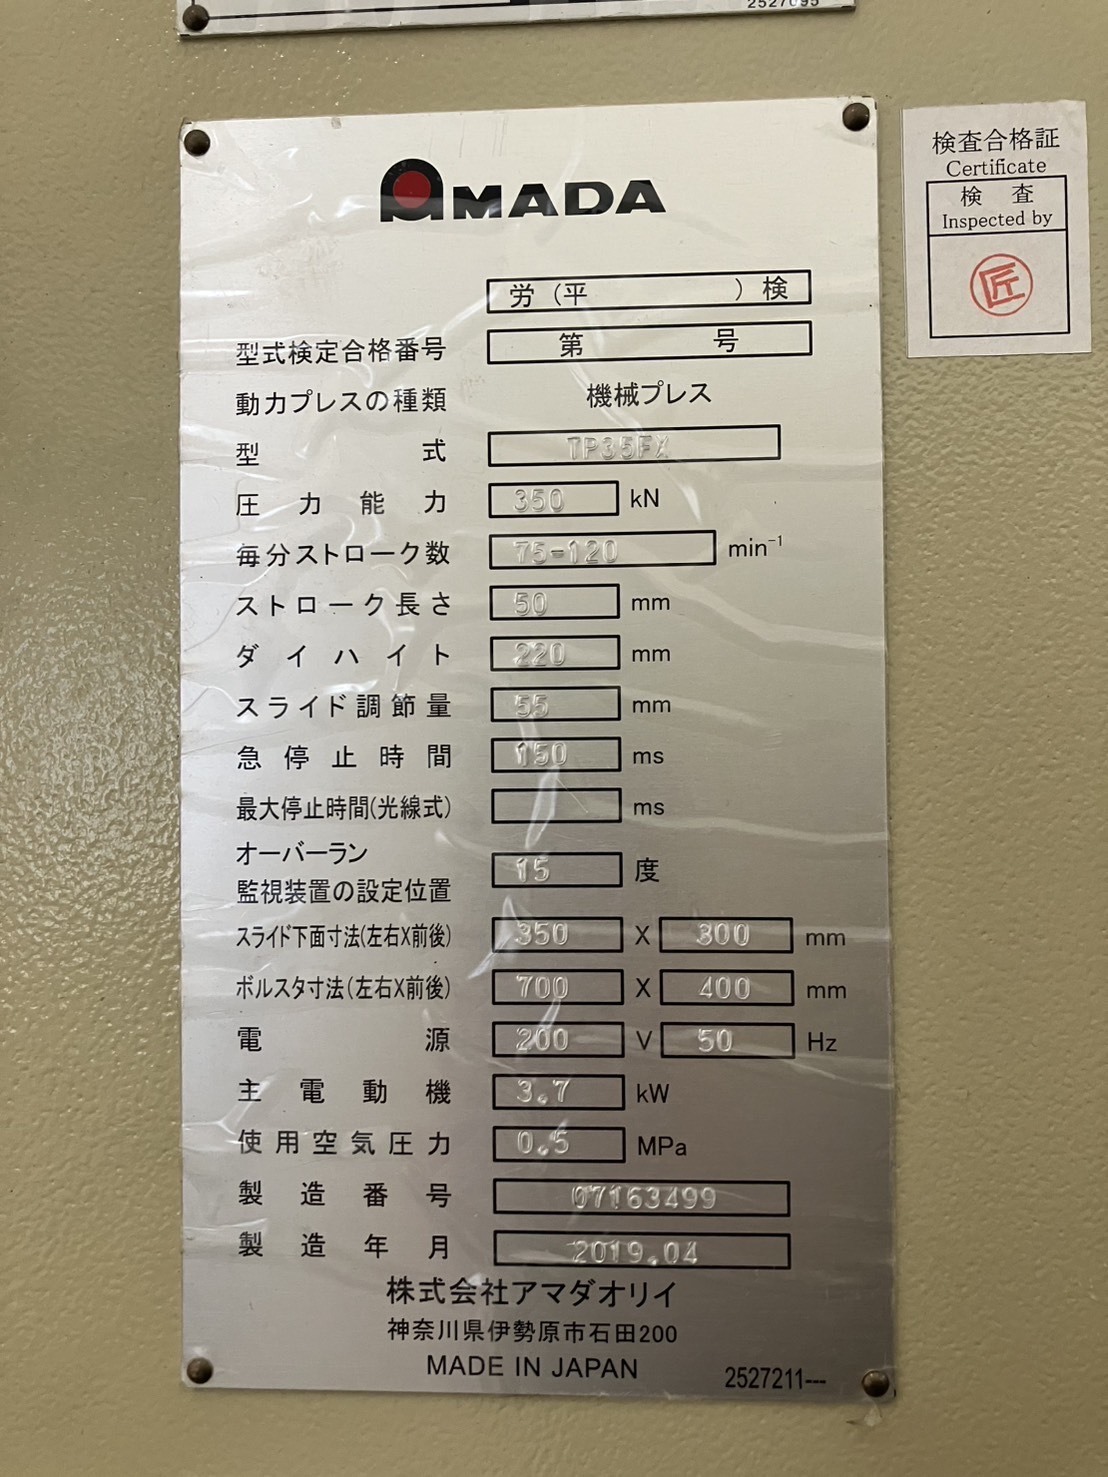 2527095
AMADA
労(平 )検
型式検定合格番号 第 号
動力プレスの種類 機械プレス
型式 TP35FX
圧力能力 350 kN
毎分ストローク数 75-120 min⁻¹
ストローク長さ 50 mm
ダイハイト 220 mm
スライド調節量 55 mm
急停止時間 150 ms
最大停止時間(光線式) ms
オーバーラン
監視装置の設定位置 15 度
スライド下面寸法(左右X前後) 350 X 300 mm
ボルスタ寸法(左右X前後) 700 X 400 mm
電源 200 V 50 Hz
主電動機 3.7 kW
使用空気圧力 0.5 MPa
製造番号 07163499
製造年月 2019.04
株式会社アマダオリイ
神奈川県伊勢原市石田200
MADE IN JAPAN
2527211---
検査合格証
Certificate
検査
Inspected by
匠